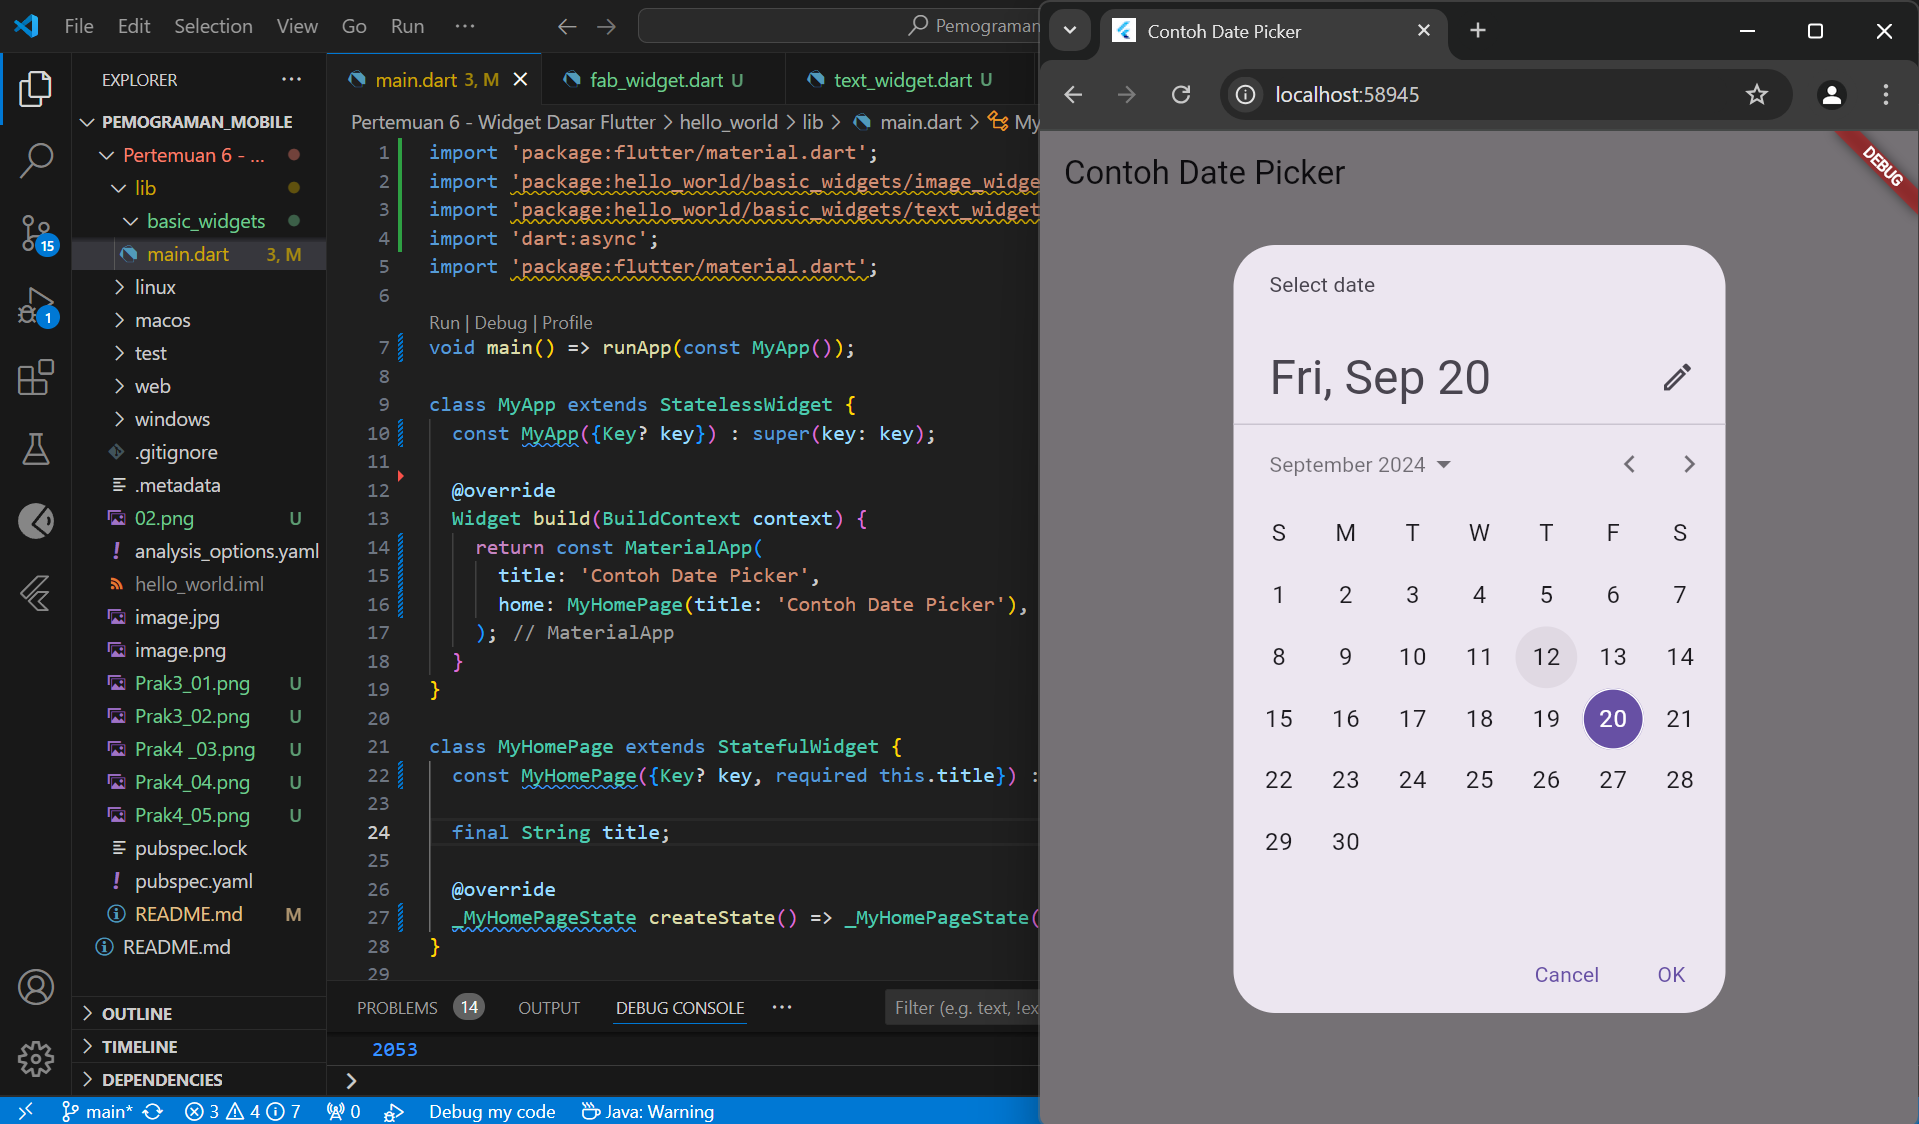 File Edit Selection View Go Run ···
Pemograman
EXPLORER
PEMOGRAMAN_MOBILE
Pertemuan 6 - ...
lib
basic_widgets
main.dart 3, M
linux
macos
test
web
windows
.gitignore
.metadata
02.png U
analysis_options.yaml
hello_world.iml
image.jpg
image.png
Prak3_01.png U
Prak3_02.png U
Prak4 _03.png U
Prak4_04.png U
Prak4_05.png U
pubspec.lock
pubspec.yaml
README.md M
README.md
OUTLINE
TIMELINE
DEPENDENCIES
15
1
main.dart 3, M
fab_widget.dart U
text_widget.dart U
Pertemuan 6 - Widget Dasar Flutter > hello_world > lib > main.dart > My
1 import 'package:flutter/material.dart';
2 import 'package:hello_world/basic_widgets/image_widge
3 import 'package:hello_world/basic_widgets/text_widget
4 import 'dart:async';
5 import 'package:flutter/material.dart';
6
Run | Debug | Profile
7 void main() => runApp(const MyApp());
8
9 class MyApp extends StatelessWidget {
10 const MyApp({Key? key}) : super(key: key);
11
12 @override
13 Widget build(BuildContext context) {
14 return const MaterialApp(
15 title: 'Contoh Date Picker',
16 home: MyHomePage(title: 'Contoh Date Picker'),
17 ); // MaterialApp
18 }
19 }
20
21 class MyHomePage extends StatefulWidget {
22 const MyHomePage({Key? key, required this.title}) :
23
24 final String title;
25
26 @override
27 _MyHomePageState createState() => _MyHomePageState(
28 }
29
PROBLEMS 14 OUTPUT DEBUG CONSOLE ··· Filter (e.g. text, !ex
2053
>
main* 3 4 7 0 Debug my code Java: Warning
Contoh Date Picker
localhost:58945
DEBUG
Contoh Date Picker
Select date
Fri, Sep 20
September 2024
S M T W T F S
1 2 3 4 5 6 7
8 9 10 11 12 13 14
15 16 17 18 19 20 21
22 23 24 25 26 27 28
29 30
Cancel OK